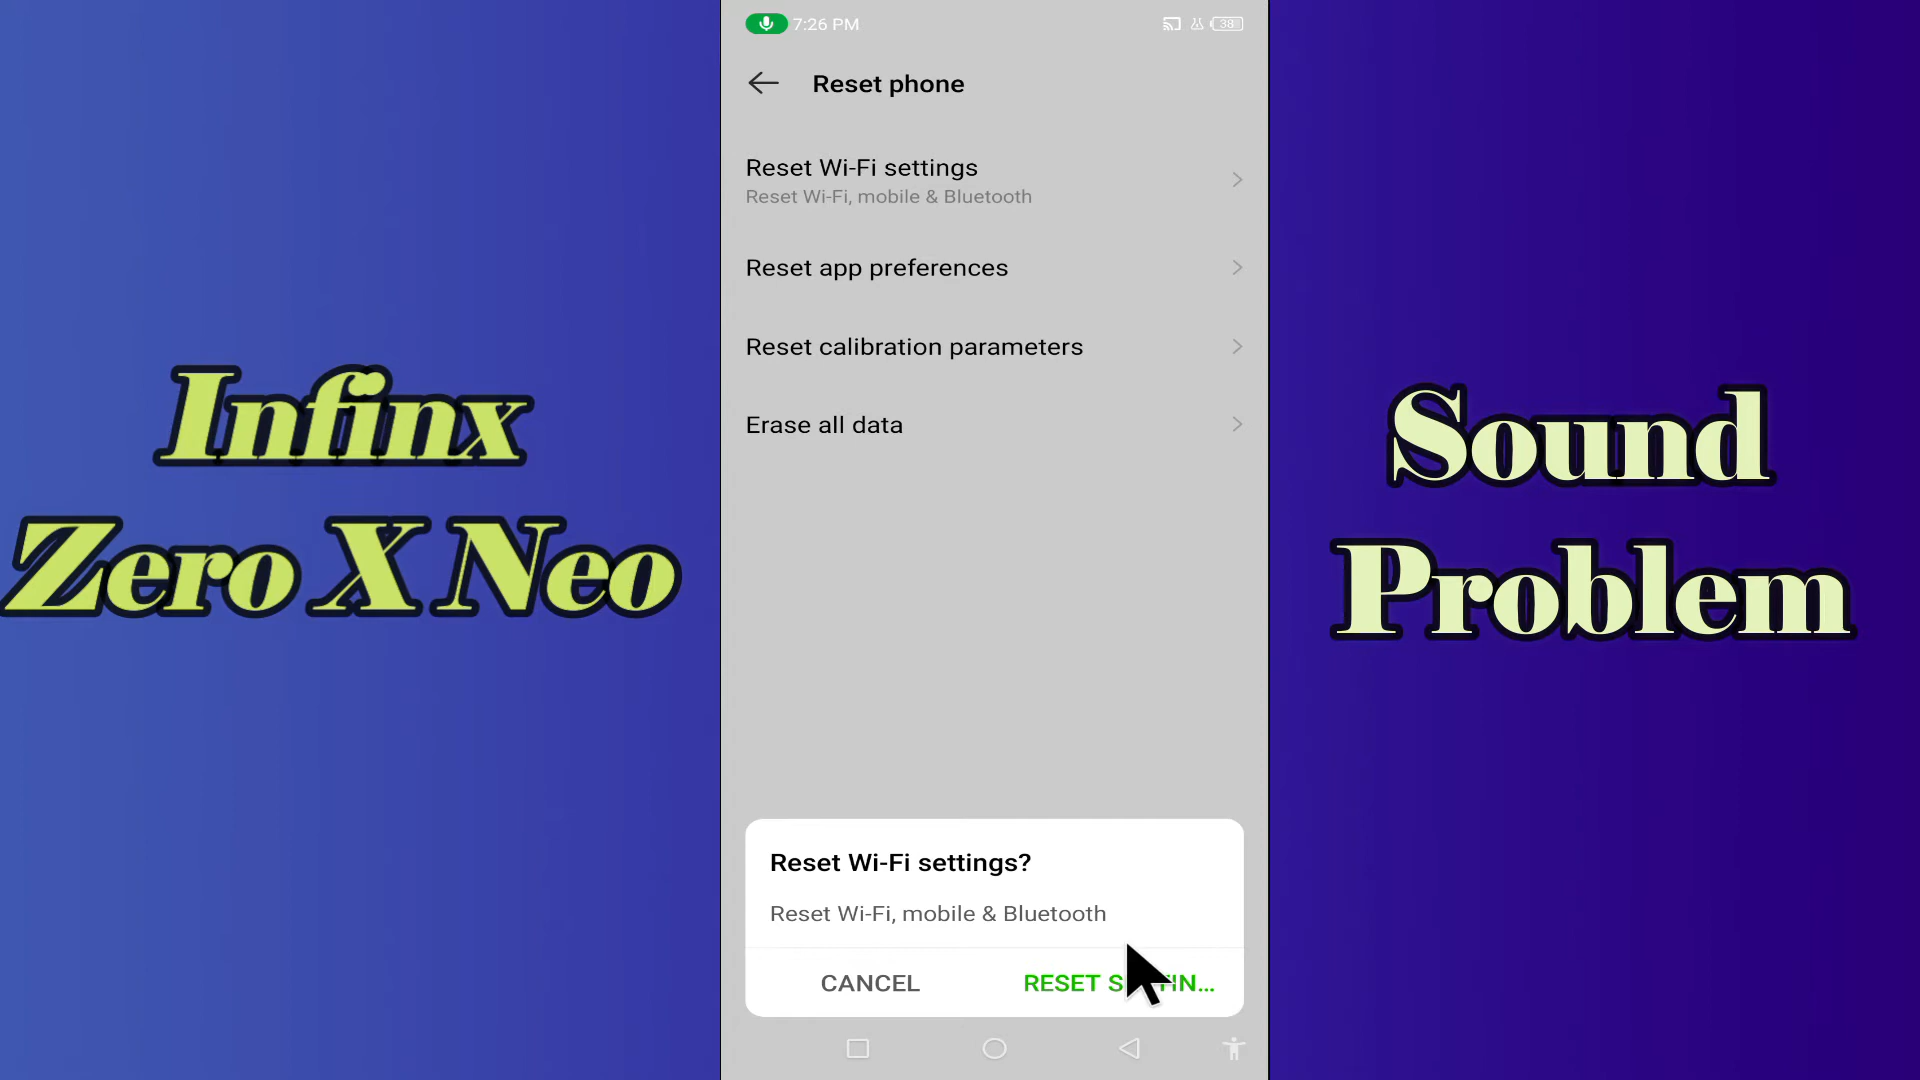 7:26 PM
38
Reset phone
Reset Wi-Fi settings
Reset Wi-Fi, mobile & Bluetooth
Reset app preferences
Reset calibration parameters
Erase all data
Infinx
Zero X Neo
Sound
Problem
Reset Wi-Fi settings?
Reset Wi-Fi, mobile & Bluetooth
CANCEL
RESET